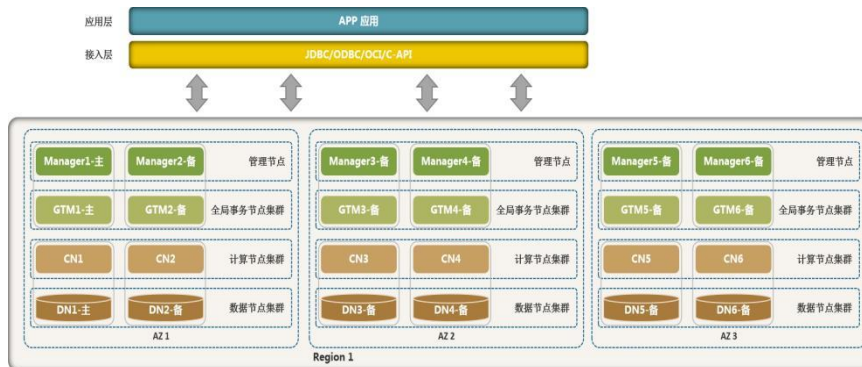 应用层 APP 应用
接入层 JDBC/ODBC/OCI/C-API
Manager1-主 Manager2-备 管理节点 Manager3-备 Manager4-备 管理节点 Manager5-备 Manager6-备 管理节点
GTM1-主 GTM2-备 全局事务节点集群 GTM3-备 GTM4-备 全局事务节点集群 GTM5-备 GTM6-备 全局事务节点集群
CN1 CN2 计算节点集群 CN3 CN4 计算节点集群 CN5 CN6 计算节点集群
DN1-主 DN2-备 数据节点集群 DN3-备 DN4-备 数据节点集群 DN5-备 DN6-备 数据节点集群
AZ 1 AZ 2 AZ 3
Region 1